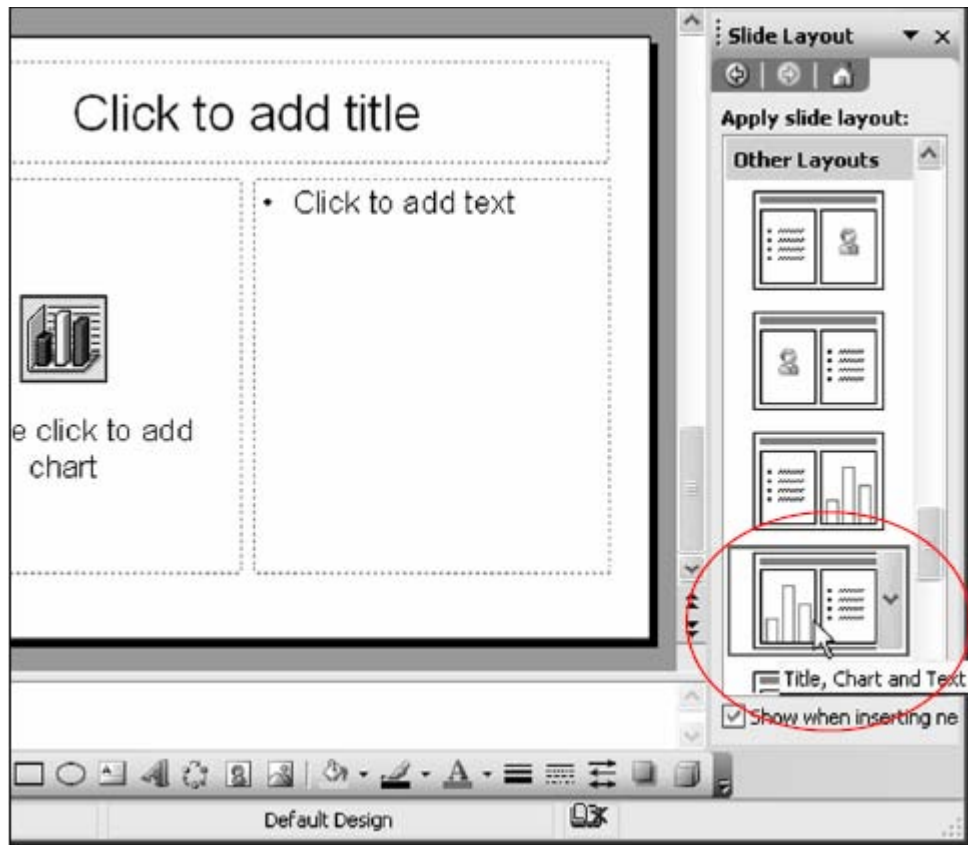 Slide Layout
Apply slide layout:
Other Layouts
Click to add title
• Click to add text
e click to add
chart
Title, Chart and Text
Show when inserting ne
Default Design